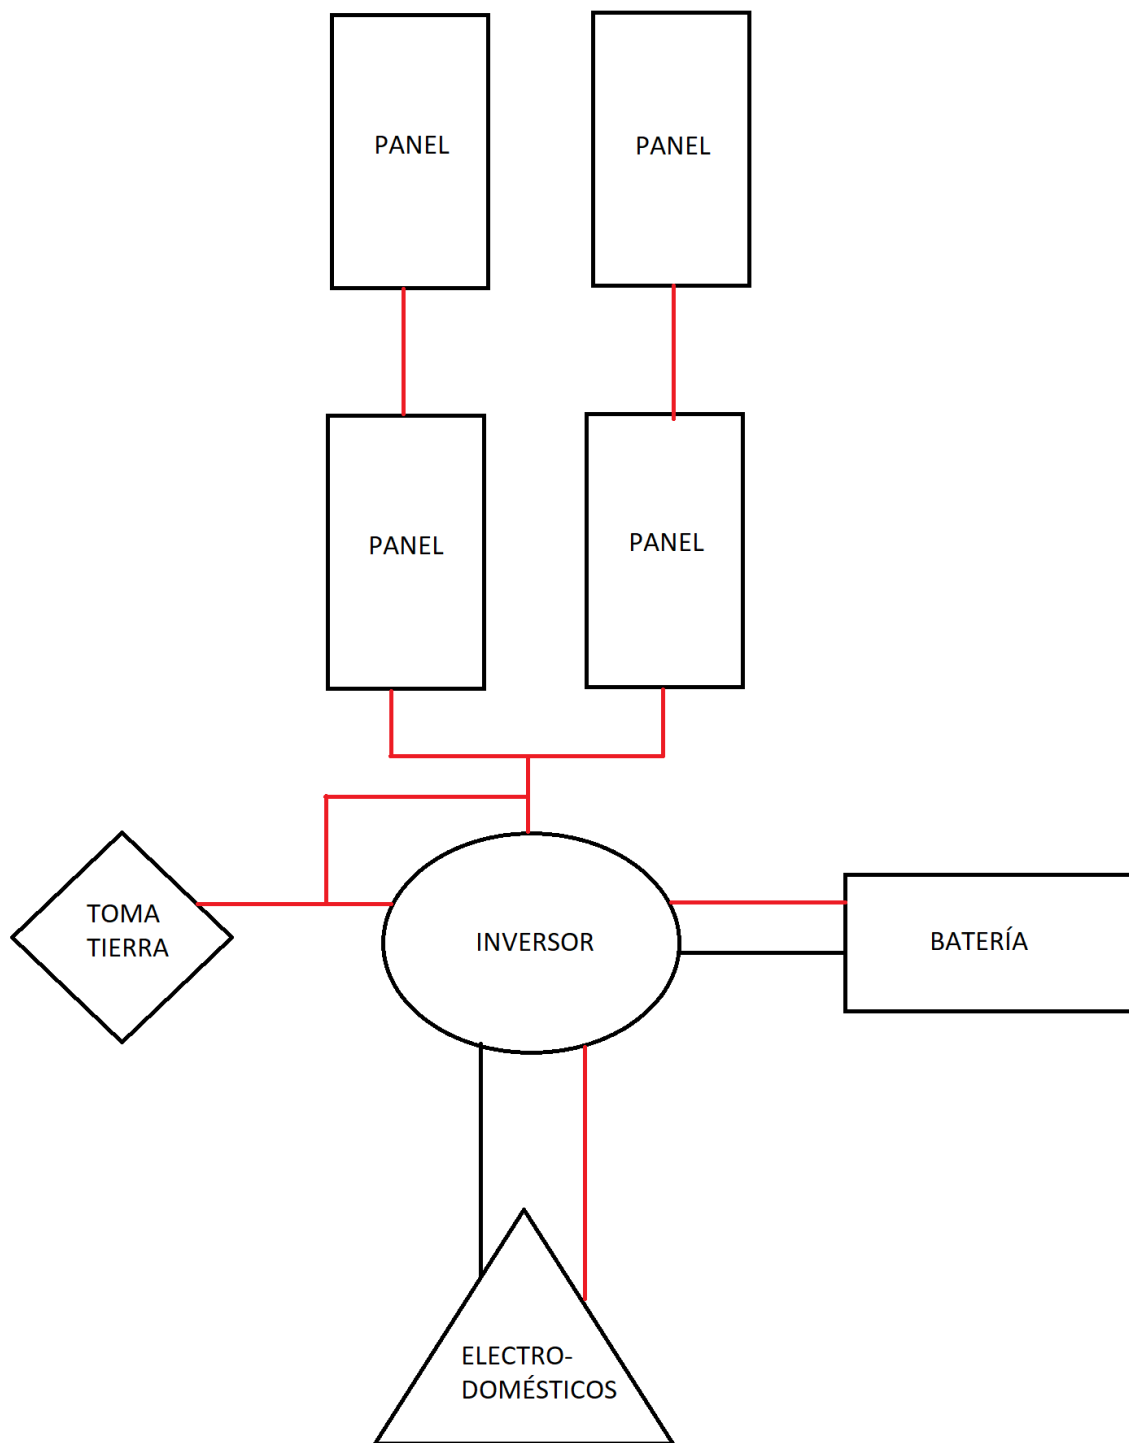 PANEL
PANEL
PANEL
PANEL
TOMA
TIERRA
INVERSOR
BATERÍA
ELECTRO-
DOMÉSTICOS